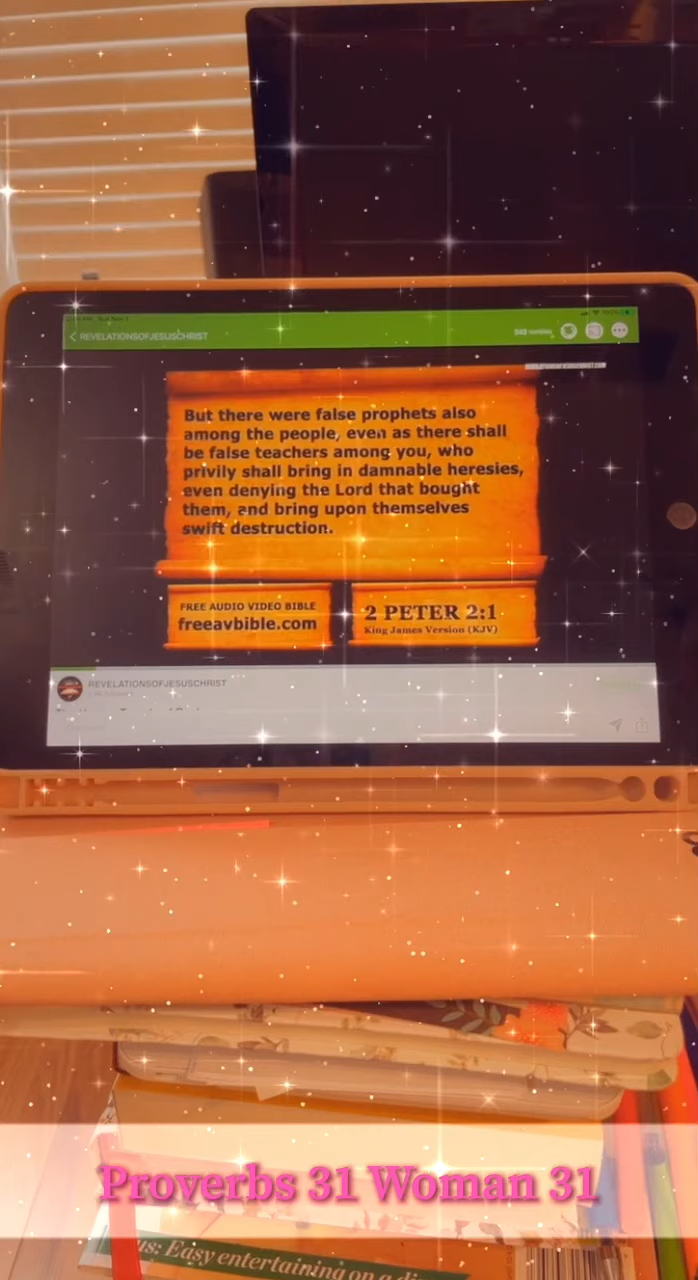 REVELATIONSOFJESUSCHRIST
But there were false prophets also
among the people, even as there shall
be false teachers among you, who
privily shall bring in damnable heresies,
even denying the Lord that bought
them, and bring upon themselves
swift destruction.
FREE AUDIO VIDEO BIBLE
freeavbible.com
2 PETER 2:1
King James Version (KJV)
REVELATIONSOFJESUSCHRIST
Proverbs 31 Woman 31
us: Easy entertaining on a